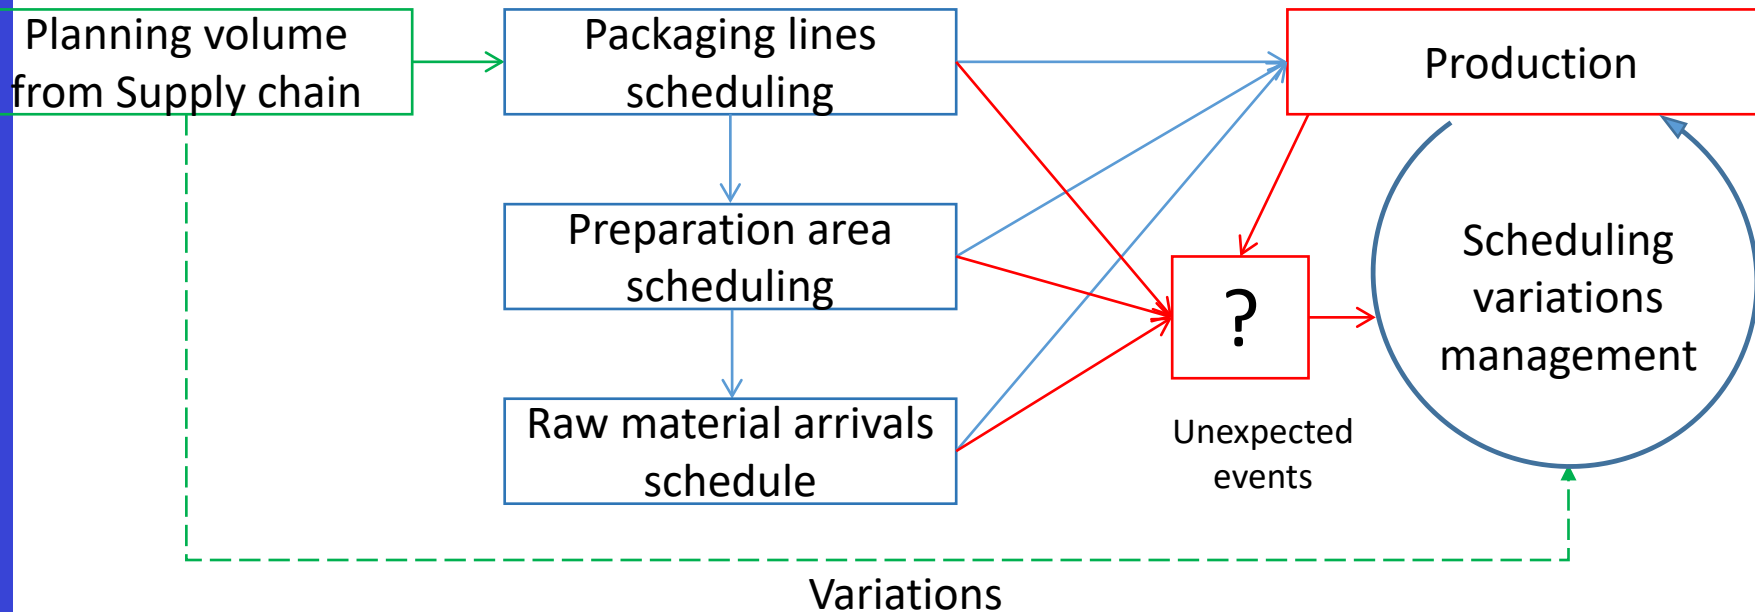 Planning volume
from Supply chain
Packaging lines
scheduling
Production
Preparation area
scheduling
Scheduling
variations
management
?
Raw material arrivals
schedule
Unexpected
events
Variations